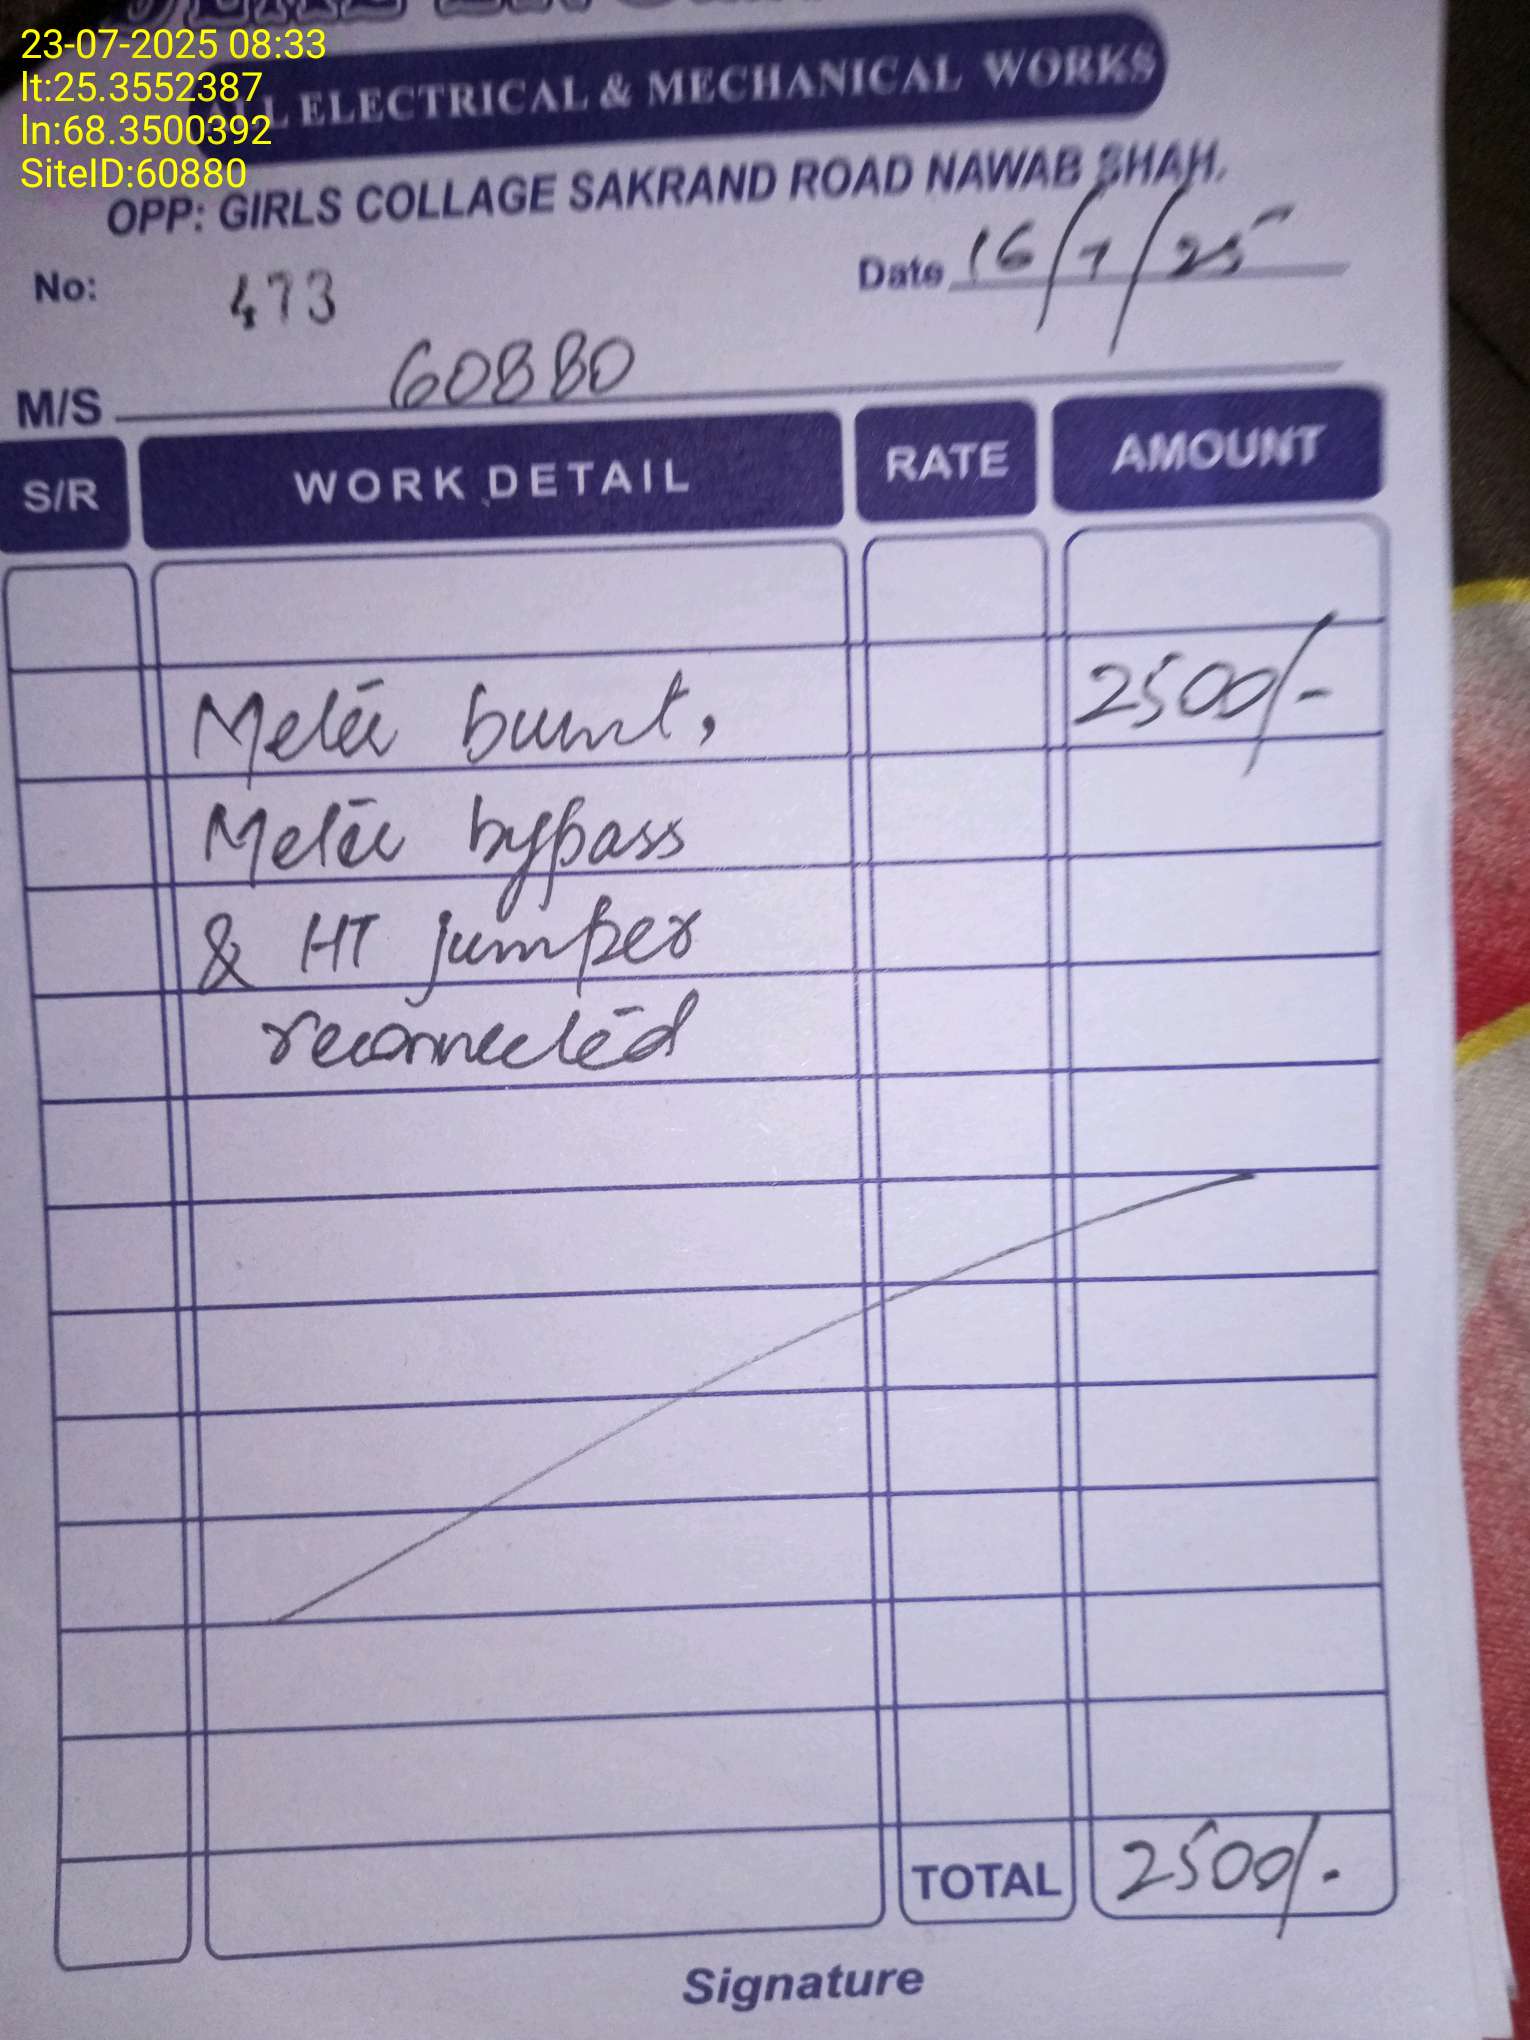 23-07-2025 08:33
lt:25.3552387
ln:68.3500392
SiteID:60880
ALL ELECTRICAL & MECHANICAL WORKS
OPP: GIRLS COLLAGE SAKRAND ROAD NAWAB SHAH.
No: 473 Date 16/7/25
M/S 60880
S/R WORK DETAIL RATE AMOUNT
Meter burnt, 2500/-
Meter bypass
& HT jumper
reconnected
TOTAL 2500/-
Signature